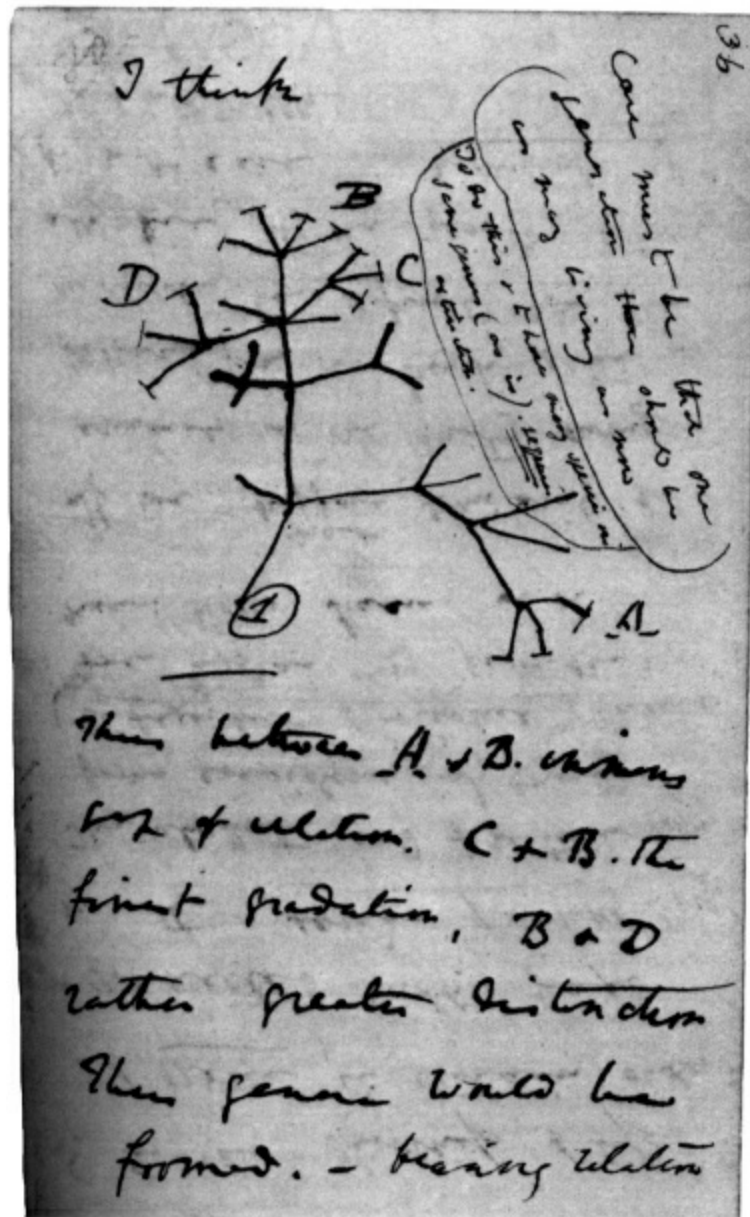 36
I think
Case must be that one
generation then should be
as many living as now
To do this & to have many species in
same genus (as is). requires
extinction.
B
D
C
1
A
Thus between A & B. immens
gap of relation. C & B. the
finest gradation, B & D
rather greater distinction
Thus genera would be
formed. — bearing relation